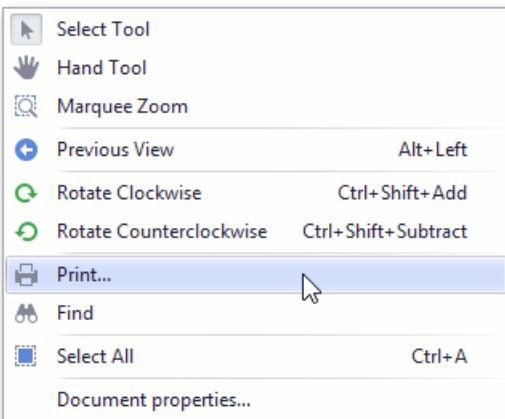 Select Tool
Hand Tool
Marquee Zoom
Previous View Alt+Left
Rotate Clockwise Ctrl+Shift+Add
Rotate Counterclockwise Ctrl+Shift+Subtract
Print...
Find
Select All Ctrl+A
Document properties...